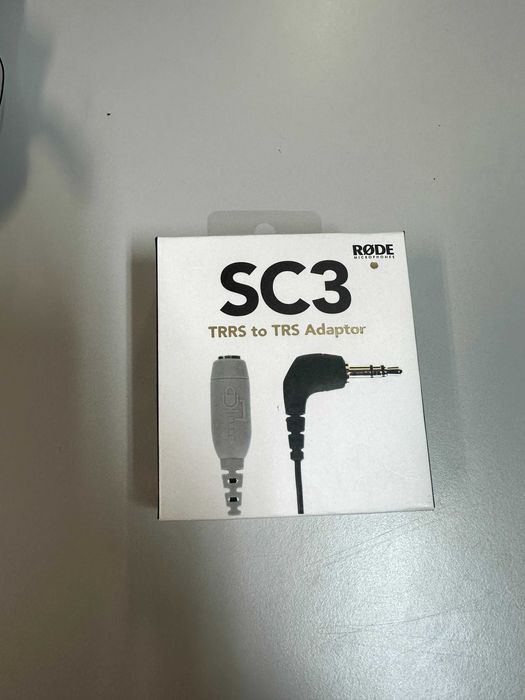 RØDE
MICROPHONES
SC3
TRRS to TRS Adaptor